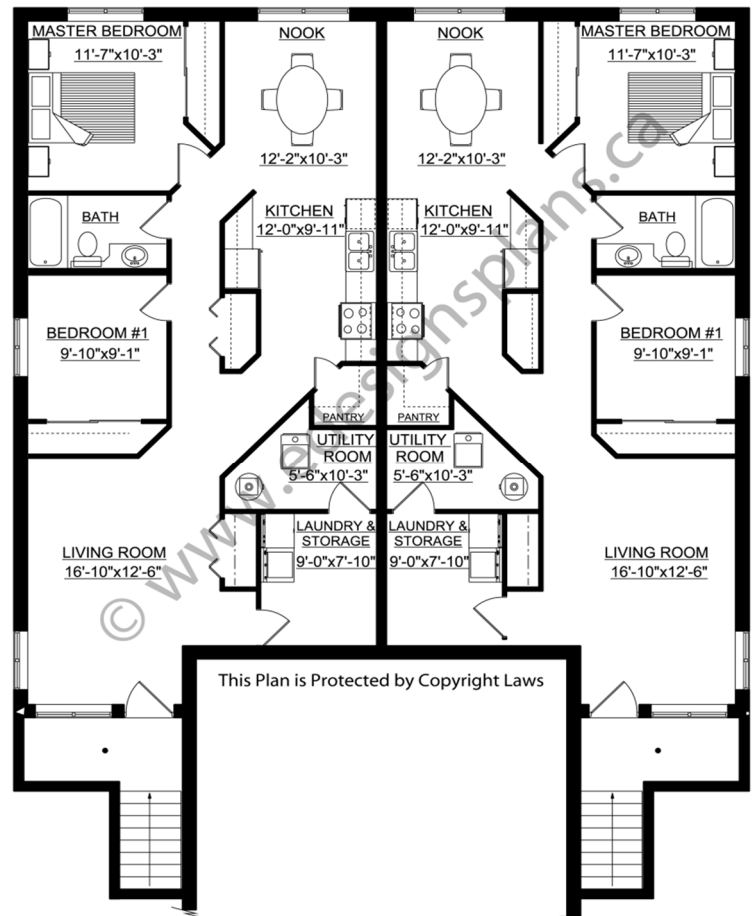 MASTER BEDROOM
11'-7"x10'-3"
NOOK
12'-2"x10'-3"
NOOK
12'-2"x10'-3"
MASTER BEDROOM
11'-7"x10'-3"
BATH
KITCHEN
12'-0"x9'-11"
KITCHEN
12'-0"x9'-11"
BATH
BEDROOM #1
9'-10"x9'-1"
BEDROOM #1
9'-10"x9'-1"
PANTRY
PANTRY
UTILITY
ROOM
5'-6"x10'-3"
UTILITY
ROOM
5'-6"x10'-3"
LIVING ROOM
16'-10"x12'-6"
LAUNDRY &
STORAGE
9'-0"x7'-10"
LAUNDRY &
STORAGE
9'-0"x7'-10"
LIVING ROOM
16'-10"x12'-6"
© www.edesignsplans.ca
This Plan is Protected by Copyright Laws